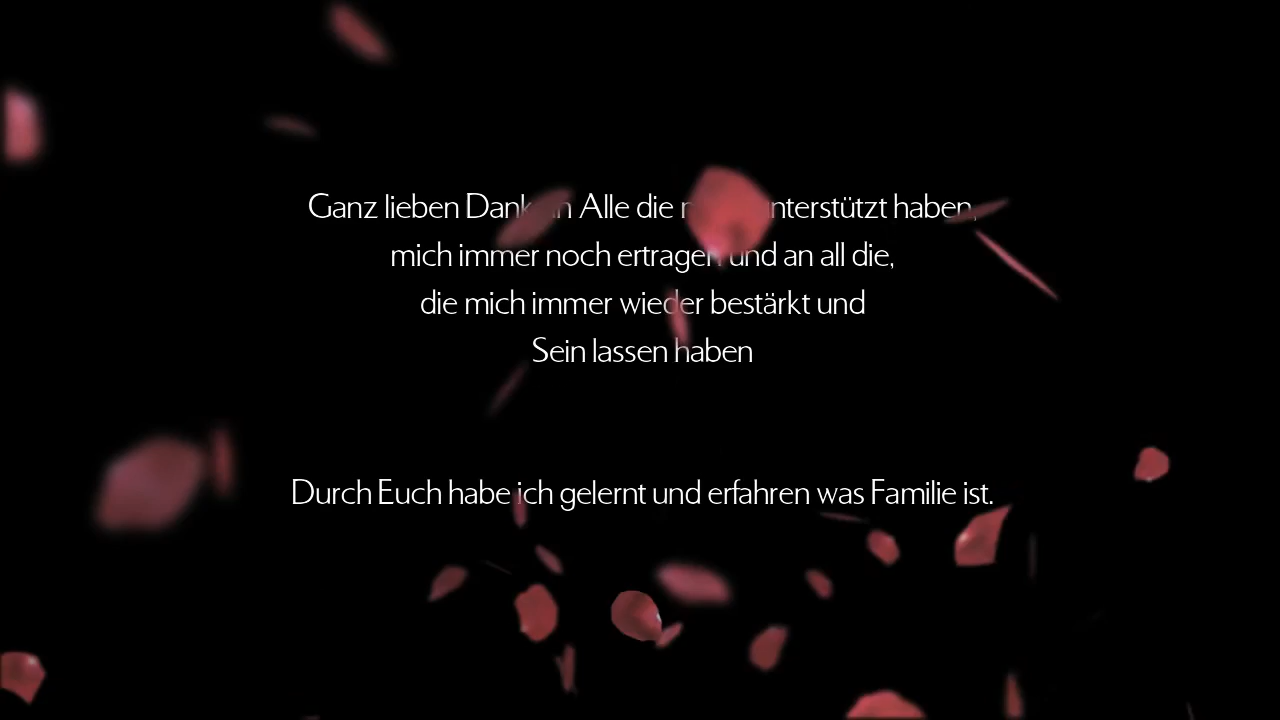 Ganz lieben Dank an Alle die unterstützt haben,
mich immer noch ertragen und an all die,
die mich immer wieder bestärkt und
Sein lassen haben
Durch Euch habe ich gelernt und erfahren was Familie ist.